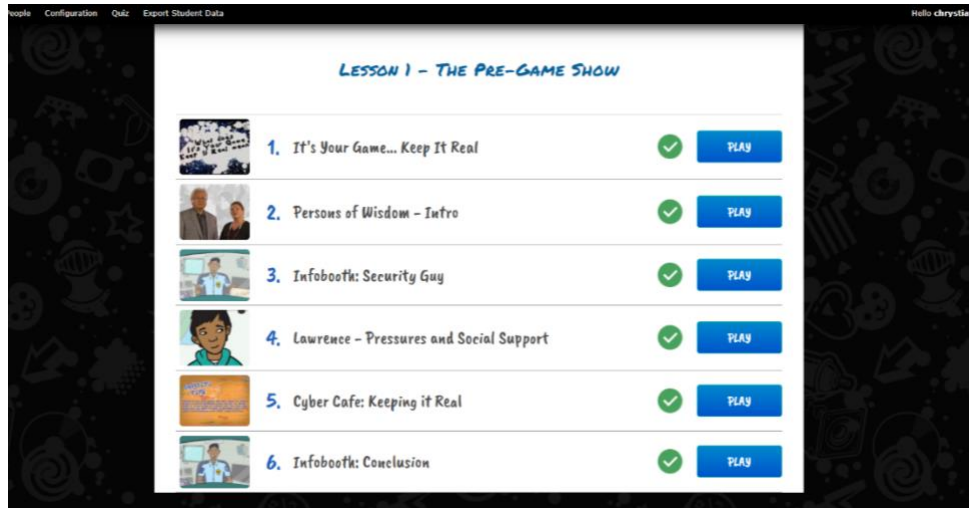 People Configuration Quiz Export Student Data Hello chrystia
Lesson 1 - The Pre-Game Show
1. It's Your Game... Keep It Real PLAY
2. Persons of Wisdom - Intro PLAY
3. Infobooth: Security Guy PLAY
4. Lawrence - Pressures and Social Support PLAY
5. Cyber Cafe: Keeping it Real PLAY
6. Infobooth: Conclusion PLAY